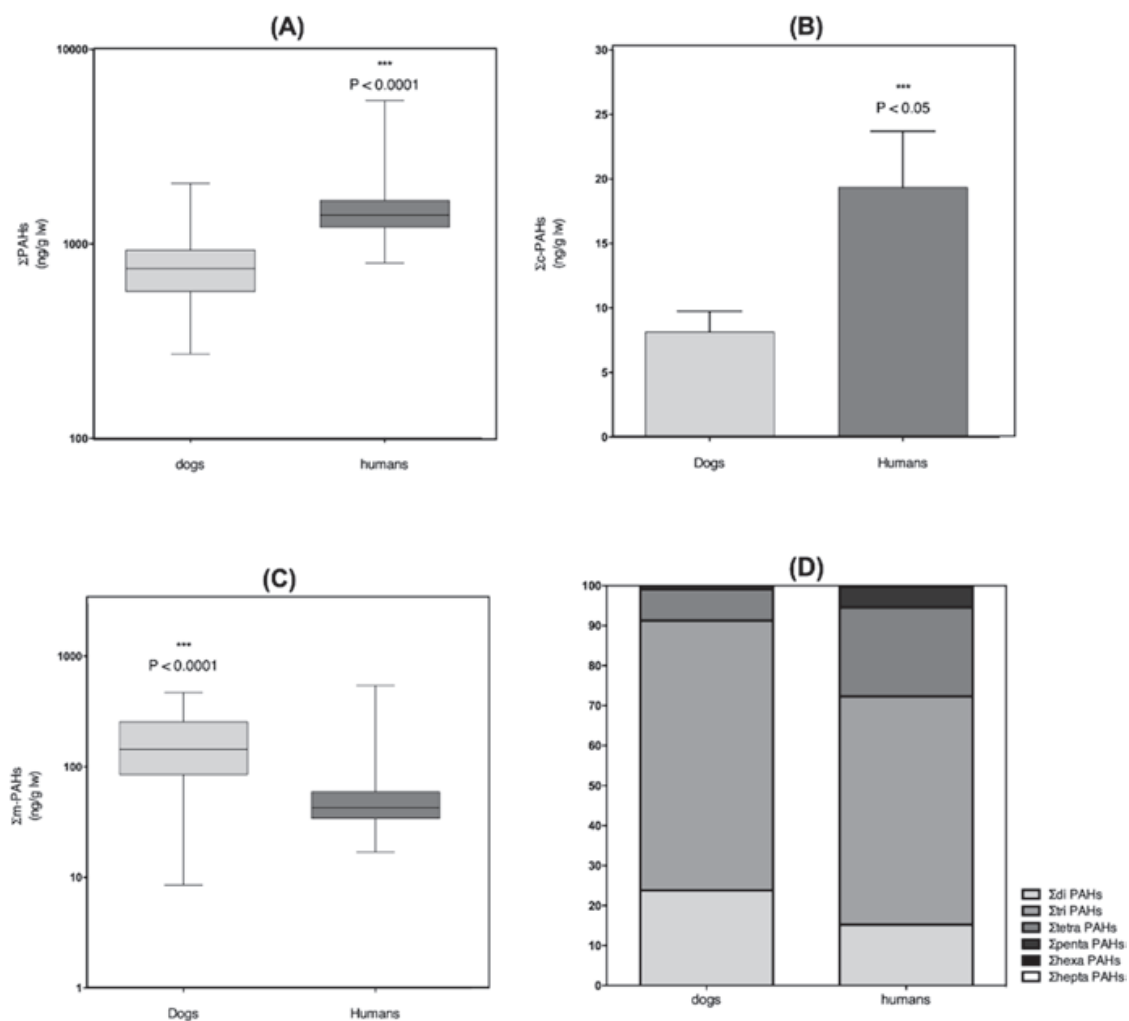 (A)
10000
1000
100
ΣPAHs
(ng/g lw)
***
P < 0.0001
dogs
humans
(B)
30
25
20
15
10
5
0
Σc-PAHs
(ng/g lw)
***
P < 0.05
Dogs
Humans
(C)
1000
100
10
1
Σm-PAHs
(ng/g lw)
***
P < 0.0001
Dogs
Humans
(D)
100
90
80
70
60
50
40
30
20
10
0
dogs
humans
Σdi PAHs
Σtri PAHs
Σtetra PAHs
Σpenta PAHs
Σhexa PAHs
Σhepta PAHs